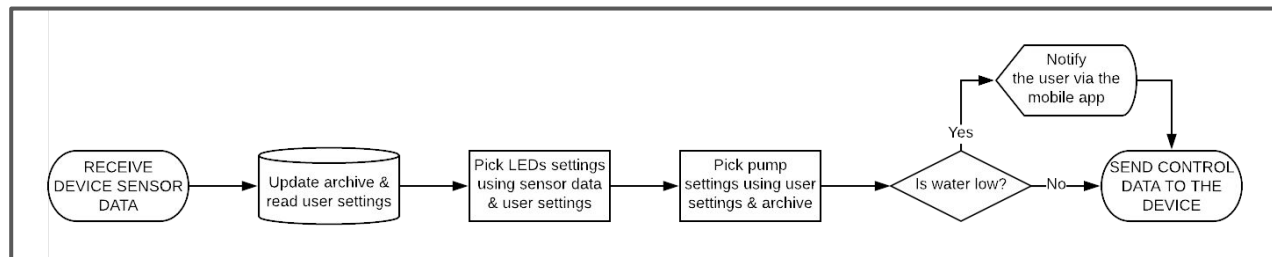 RECEIVE
DEVICE SENSOR
DATA
Update archive &
read user settings
Pick LEDs settings
using sensor data
& user settings
Pick pump
settings using user
settings & archive
Is water low?
Yes
Notify
the user via the
mobile app
No
SEND CONTROL
DATA TO THE
DEVICE